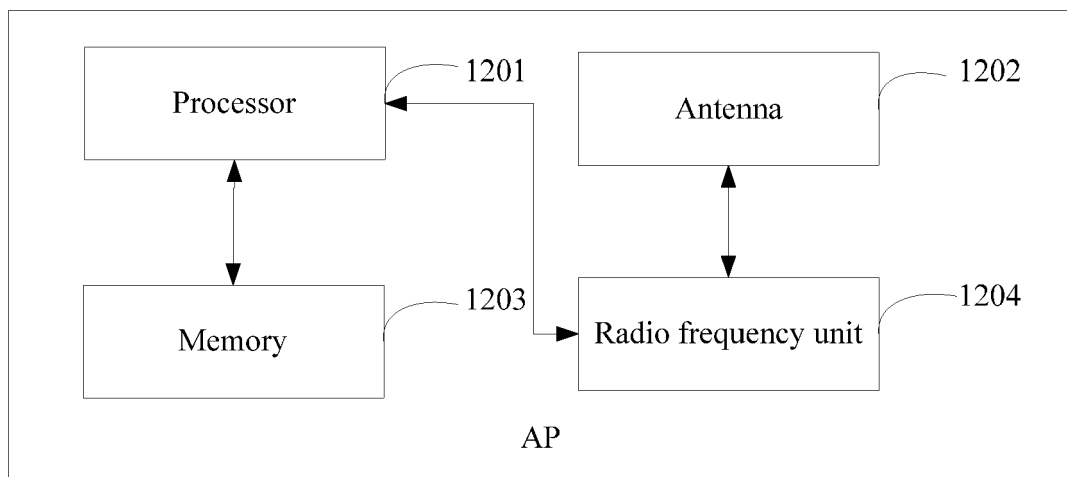 1201
Processor
1202
Antenna
1203
Memory
1204
Radio frequency unit
AP